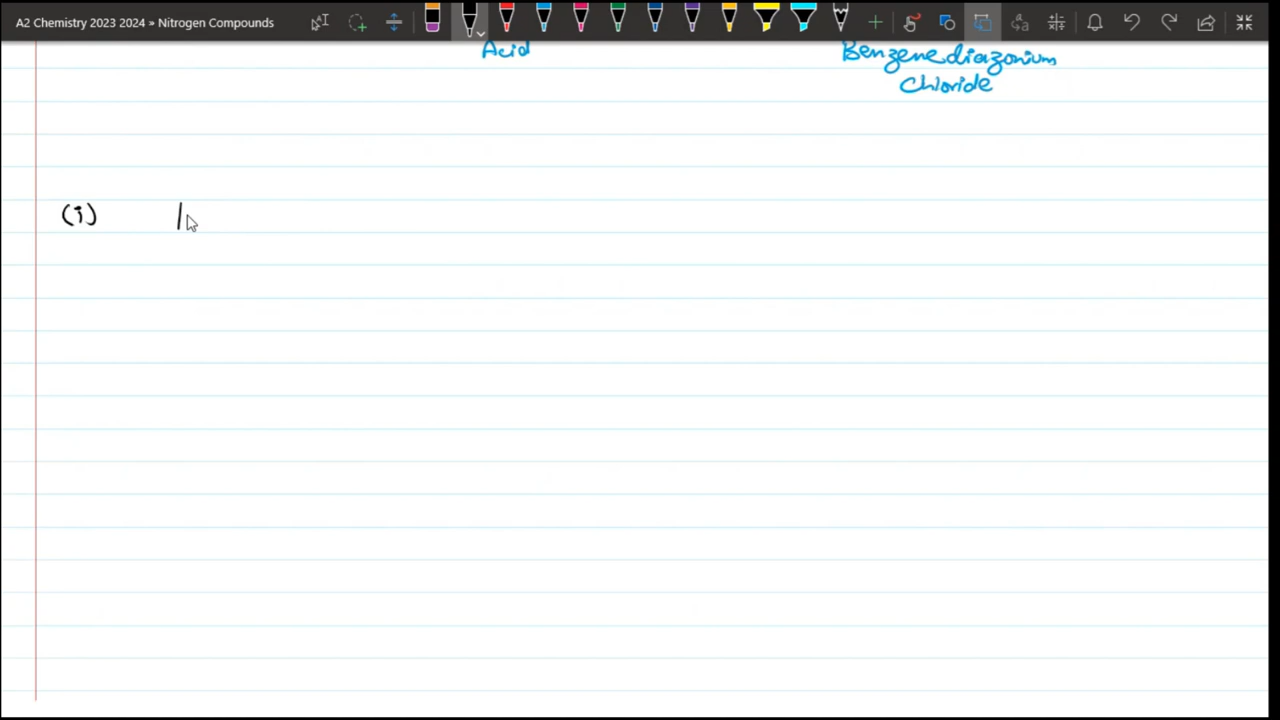 A2 Chemistry 2023 2024 » Nitrogen Compounds
Acid
Benzenediazonium
Chloride
(i)